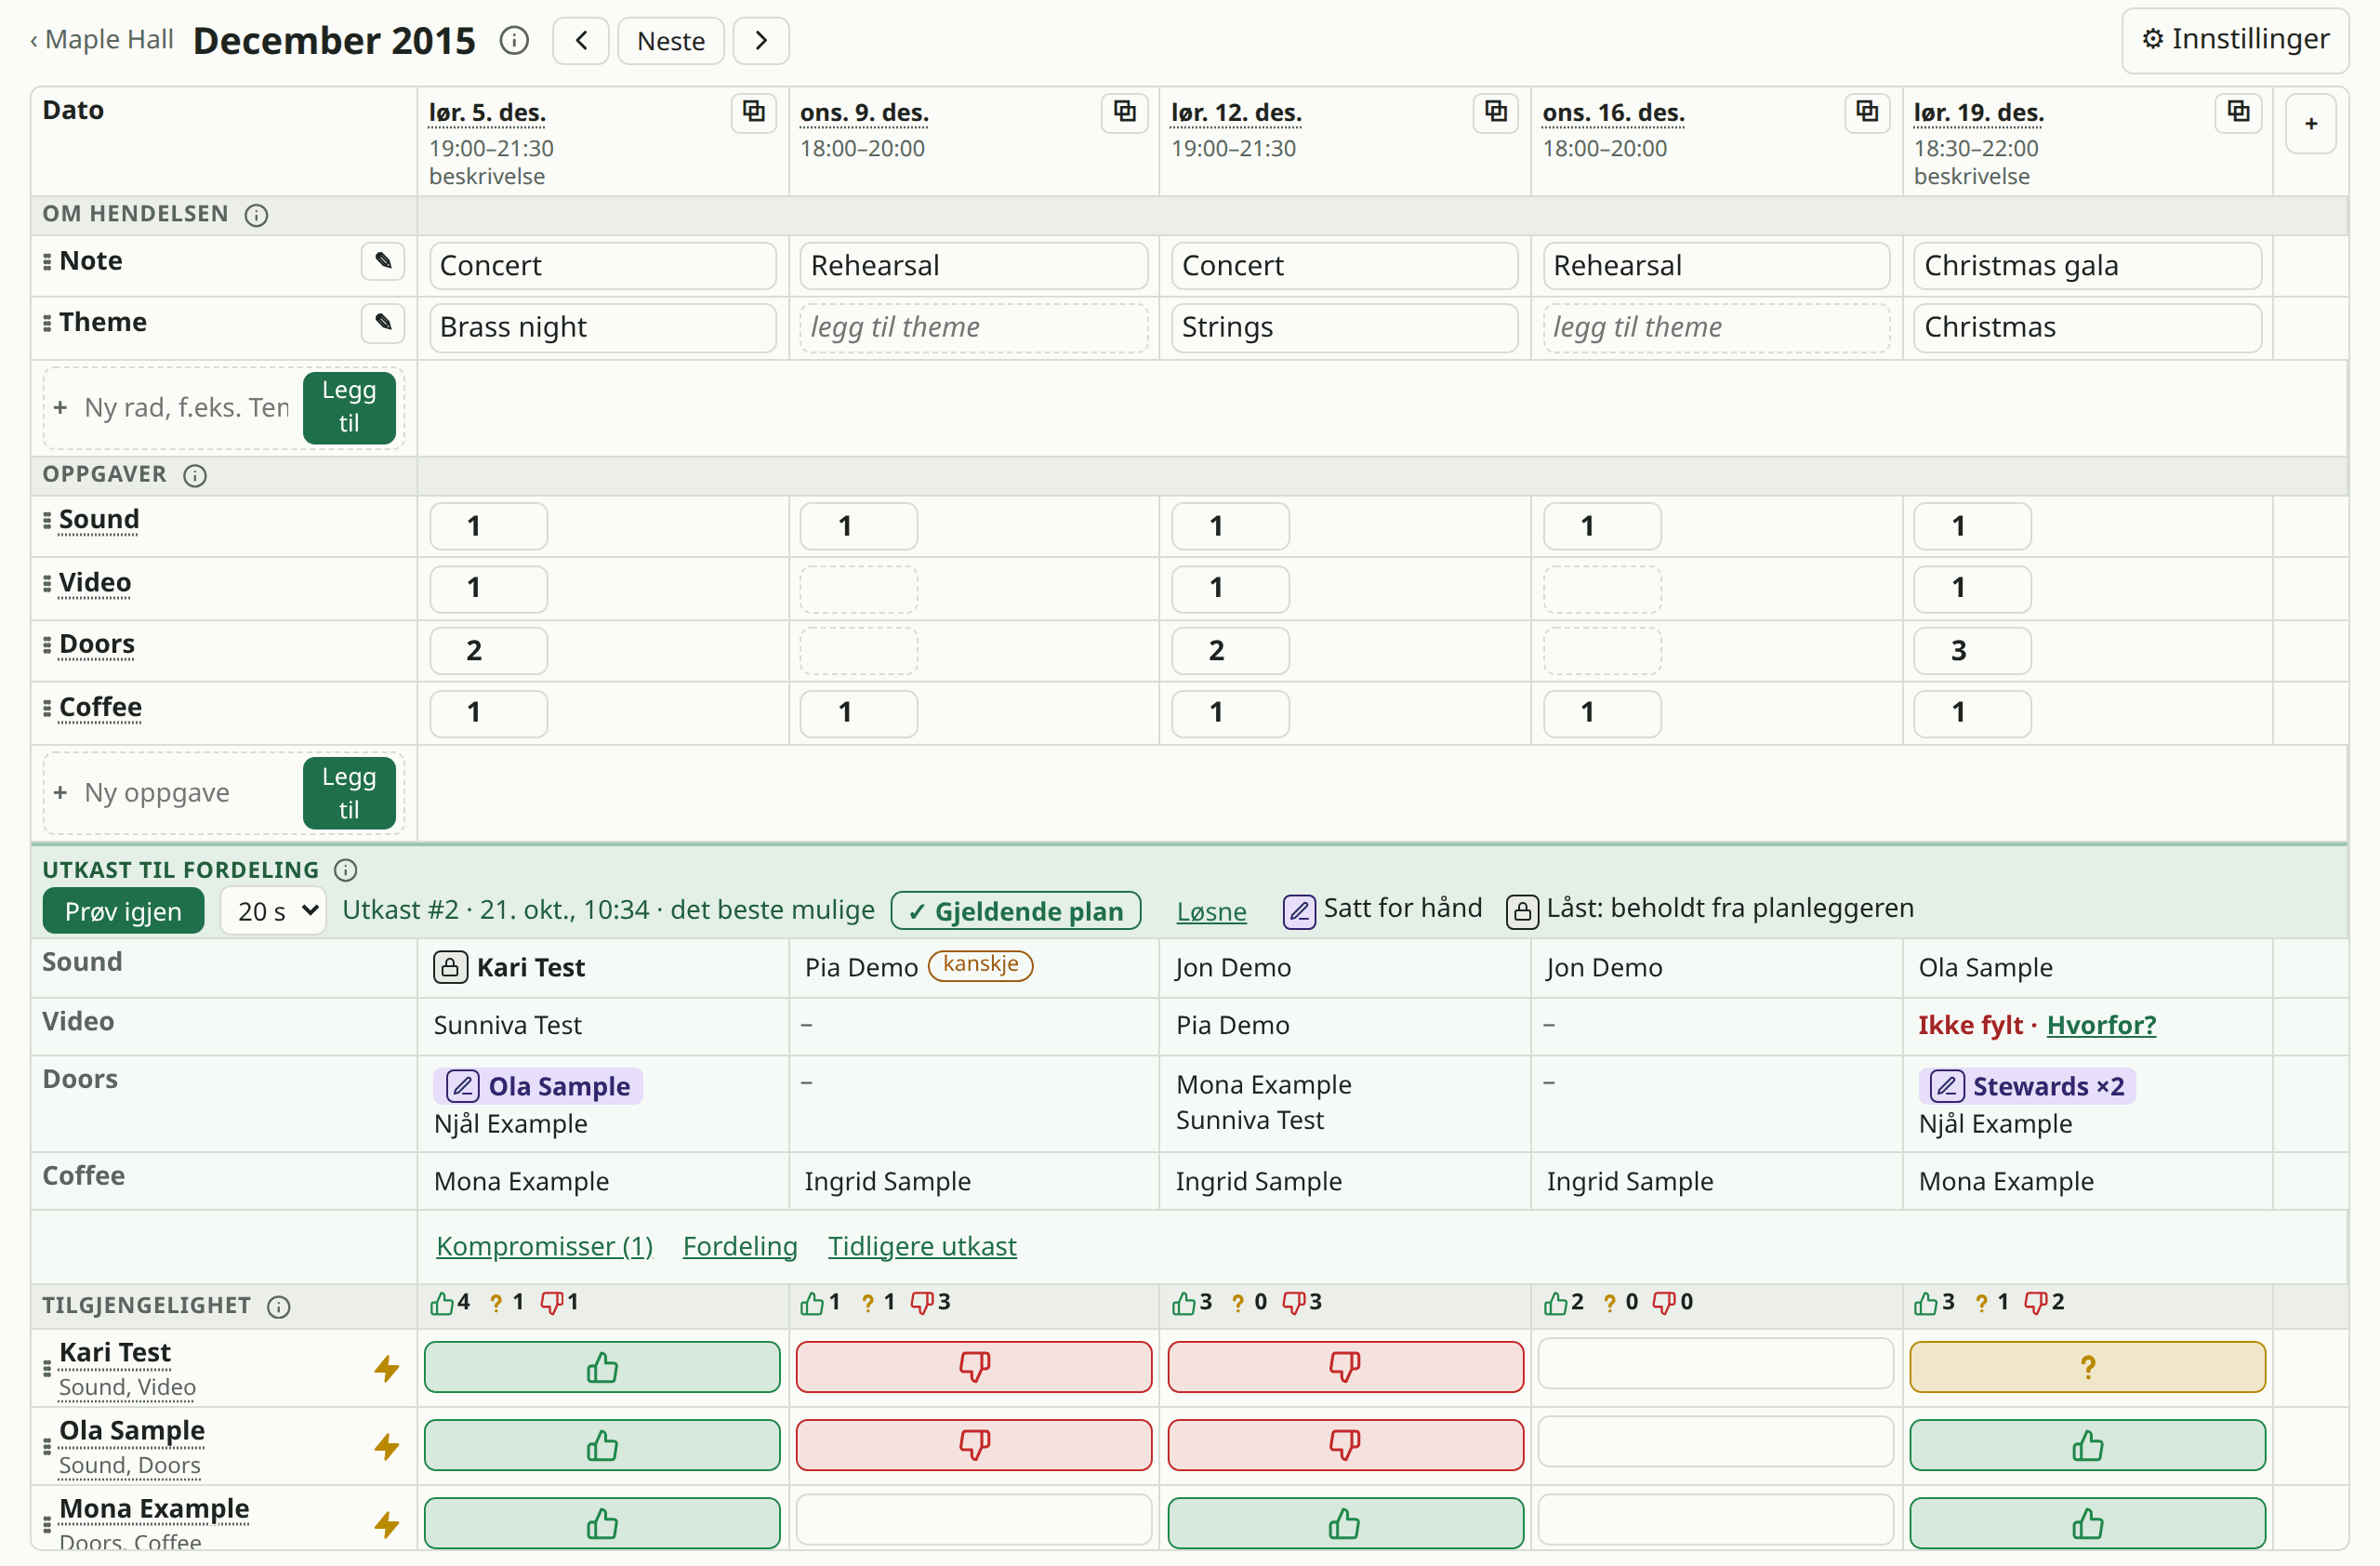 ‹ Maple Hall December 2015 Neste ⚙ Innstillinger
Dato lør. 5. des. ons. 9. des. lør. 12. des. ons. 16. des. lør. 19. des. +
19:00–21:30 18:00–20:00 19:00–21:30 18:00–20:00 18:30–22:00
beskrivelse beskrivelse
OM HENDELSEN
Note Concert Rehearsal Concert Rehearsal Christmas gala
Theme Brass night legg til theme Strings legg til theme Christmas
+ Ny rad, f.eks. Legg til
OPPGAVER
Sound 1 1 1 1 1
Video 1 1 1
Doors 2 2 3
Coffee 1 1 1 1 1
+ Ny oppgave Legg til
UTKAST TIL FORDELING
Prøv igjen 20 s Utkast #2 · 21. okt., 10:34 · det beste mulige ✓ Gjeldende plan Løsne Satt for hånd Låst: beholdt fra planleggeren
Sound Kari Test Pia Demo kanskje Jon Demo Jon Demo Ola Sample
Video Sunniva Test – Pia Demo – Ikke fylt · Hvorfor?
Doors Ola Sample – Mona Example – Stewards ×2
Njål Example Sunniva Test Njål Example
Coffee Mona Example Ingrid Sample Ingrid Sample Ingrid Sample Mona Example
Kompromisser (1) Fordeling Tidligere utkast
TILGJENGELIGHET 4 ? 1 1 1 ? 1 3 3 ? 0 3 2 ? 0 0 3 ? 1 2
Kari Test ?
Sound, Video
Ola Sample
Sound, Doors
Mona Example
Doors, Coffee